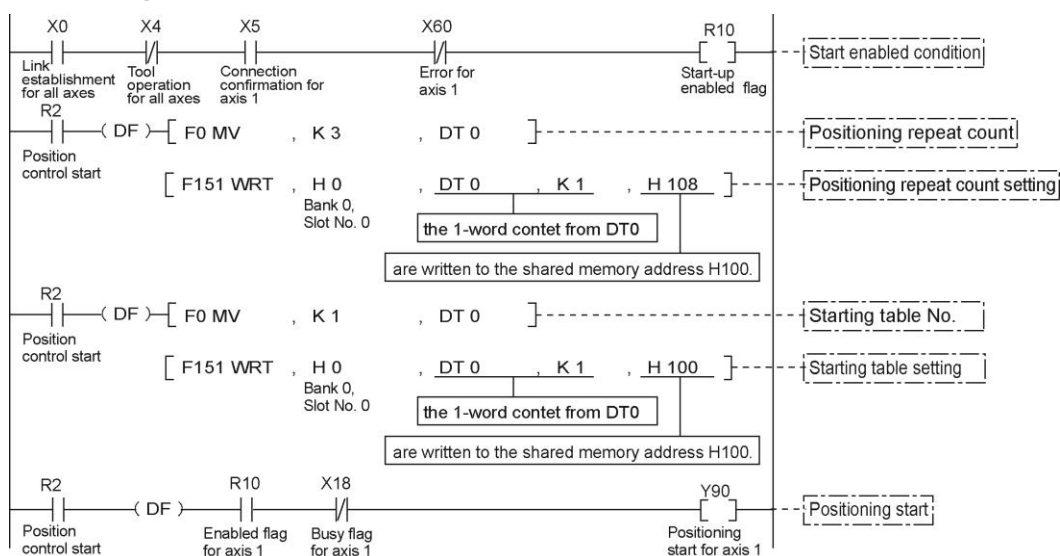 X0 X4 X5 X60 R10
Start enabled condition
Link
establishment
for all axes
Tool
operation
for all axes
Connection
confirmation for
axis 1
Error for
axis 1
Start-up
enabled flag
R2
( DF ) F0 MV , K 3 , DT 0
Positioning repeat count
Position
control start
F151 WRT , H 0 , DT 0 , K 1 , H 108
Positioning repeat count setting
Bank 0,
Slot No. 0
the 1-word contet from DT0
are written to the shared memory address H100.
R2
( DF ) F0 MV , K 1 , DT 0
Starting table No.
Position
control start
F151 WRT , H 0 , DT 0 , K 1 , H 100
Starting table setting
Bank 0,
Slot No. 0
the 1-word contet from DT0
are written to the shared memory address H100.
R2 R10 X18 Y90
( DF )
Positioning start
Position
control start
Enabled flag
for axis 1
Busy flag
for axis 1
Positioning
start for axis 1